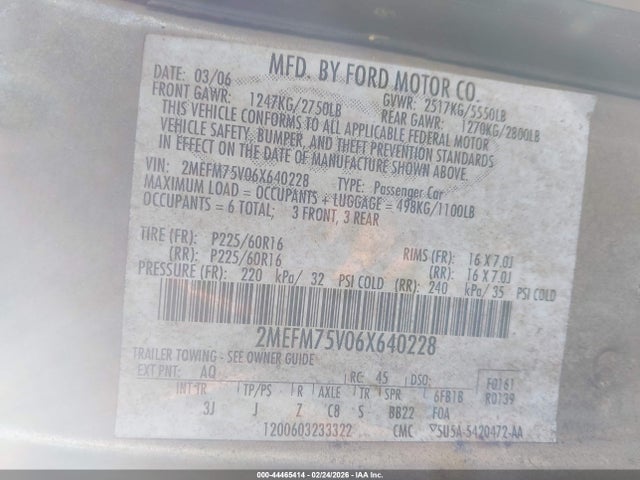 MFD. BY FORD MOTOR CO.
DATE: 03/06 GVWR: 2517KG/5550LB
FRONT GAWR: 1247KG/2750LB REAR GAWR: 1270KG/2800LB
THIS VEHICLE CONFORMS TO ALL APPLICABLE FEDERAL MOTOR
VEHICLE SAFETY, BUMPER, AND THEFT PREVENTION STANDARDS
IN EFFECT ON THE DATE OF MANUFACTURE SHOWN ABOVE.
VIN: 2MEFM75V06X640228 TYPE: Passenger Car
MAXIMUM LOAD = OCCUPANTS + LUGGAGE = 498KG/1100LB
OCCUPANTS = 6 TOTAL; 3 FRONT, 3 REAR
TIRE (FR): P225/60R16 RIMS (FR): 16 X 7.0J
(RR): P225/60R16 (RR): 16 X 7.0J
PRESSURE (FR): 220 kPa/ 32 PSI COLD (RR): 240 kPa/ 35 PSI COLD
2MEFM75V06X640228
TRAILER TOWING - SEE OWNER GUIDE
EXT PNT: AQ RC: 45 DSO: F0161
INT TR TP/PS R AXLE TR SPR 6FB18 R0139
3J J Z C8 S BB22 FOA
1200603233322 CMC 5U5A-5420472-AA
000-44465414 - 02/24/2026 - IAAI.COM